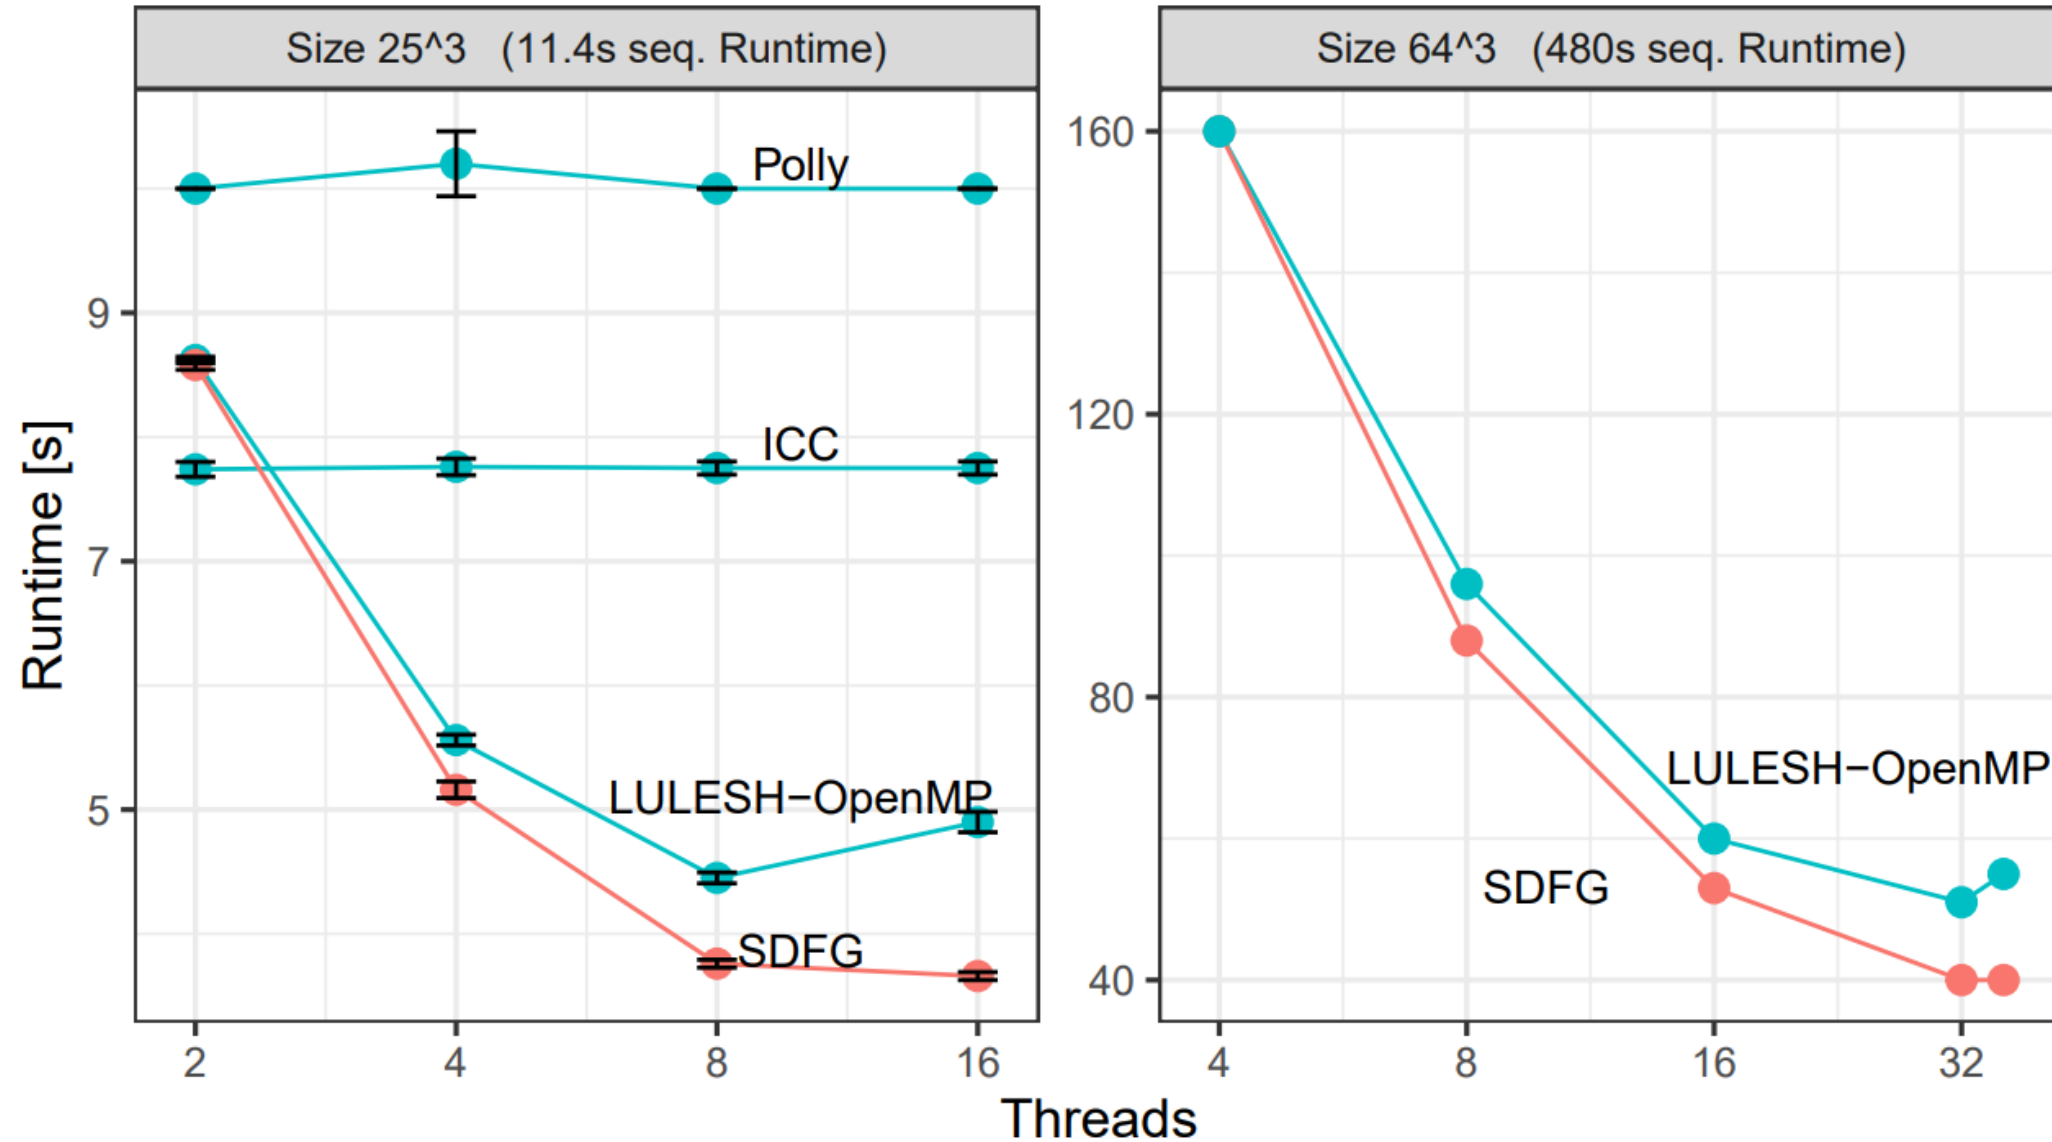 Size 25^3 (11.4s seq. Runtime)
Size 64^3 (480s seq. Runtime)
Runtime [s]
9
7
5
Polly
ICC
LULESH−OpenMP
SDFG
2 4 8 16
160
120
80
40
LULESH−OpenMP
SDFG
4 8 16 32
Threads